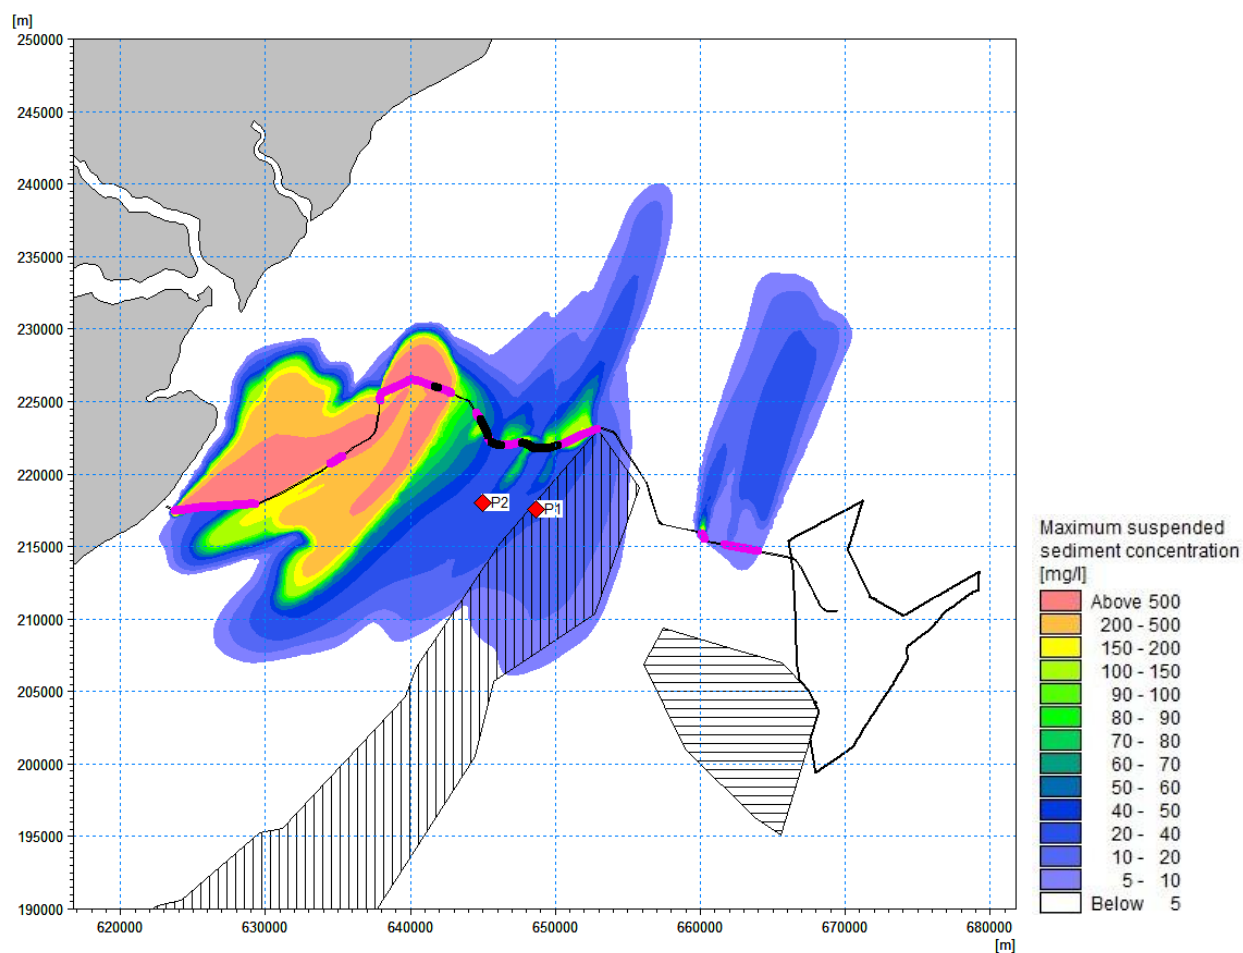 [m]
250000
245000
240000
235000
230000
225000
220000
215000
210000
205000
200000
195000
190000
620000 630000 640000 650000 660000 670000 680000
[m]
P2
P1
Maximum suspended
sediment concentration
[mg/l]
Above 500
200 - 500
150 - 200
100 - 150
90 - 100
80 - 90
70 - 80
60 - 70
50 - 60
40 - 50
20 - 40
10 - 20
5 - 10
Below 5